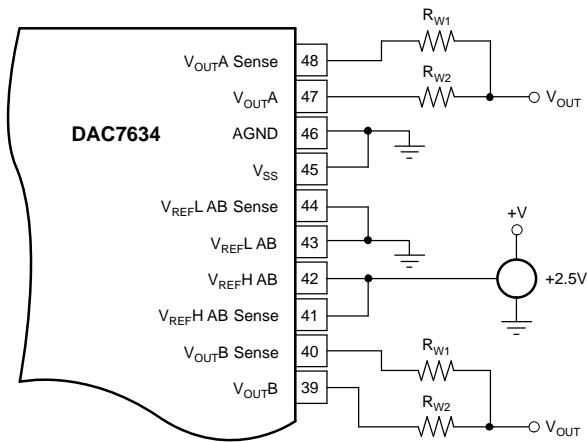 R_W1
V_OUTA Sense 48
R_W2
V_OUTA 47
V_OUT
DAC7634
AGND 46
V_SS 45
V_REFL AB Sense 44
+V
V_REFL AB 43
V_REFH AB 42
+2.5V
V_REFH AB Sense 41
V_OUTB Sense 40
R_W1
V_OUTB 39
R_W2
V_OUT